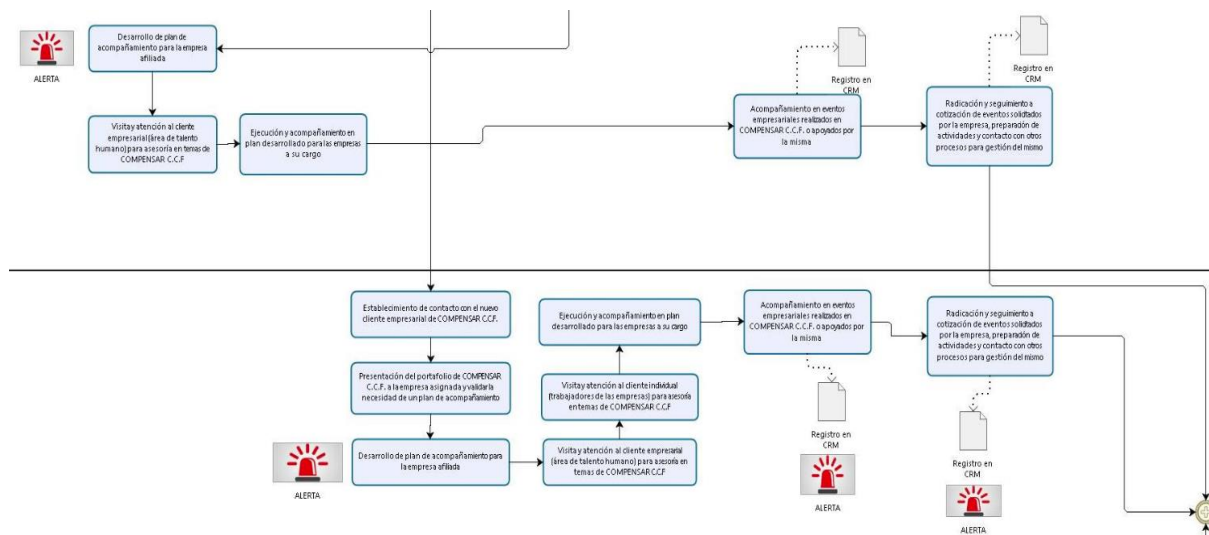 Desarrollo de plan de
acompañamiento para la empresa
afiliada
ALERTA
Visita y atención al cliente
empresarial (área de talento
humano) para asesoría en temas
de COMPENSAR C.C.F
Ejecución y acompañamiento en
plan desarrollado para las empresas
a su cargo
Registro en
CRM
Acompañamiento en eventos
empresariales realizados en
COMPENSAR C.C.F. o apoyados por
la misma
Registro en
CRM
Radicación y seguimiento a
cotización de eventos solicitados
por la empresa, preparación de
actividades y contacto con otros
procesos para gestión del mismo
Establecimiento de contacto con el nuevo
cliente empresarial de COMPENSAR C.C.F.
Presentación del portafolio de COMPENSAR
C.C.F. a la empresa asignada y validar la
necesidad de un plan de acompañamiento
Desarrollo de plan de acompañamiento para
la empresa afiliada
ALERTA
Visita y atención al cliente empresarial
(área de talento humano) para asesoría en
temas de COMPENSAR C.C.F
Visita y atención al cliente individual
(trabajadores de las empresas) para asesoría
en temas de COMPENSAR C.C.F
Ejecución y acompañamiento en plan
desarrollado para las empresas a su cargo
Acompañamiento en eventos
empresariales realizados en
COMPENSAR C.C.F. o apoyados por
la misma
Registro en
CRM
ALERTA
Radicación y seguimiento a
cotización de eventos solicitados
por la empresa, preparación de
actividades y contacto con otros
procesos para gestión del mismo
Registro en
CRM
ALERTA